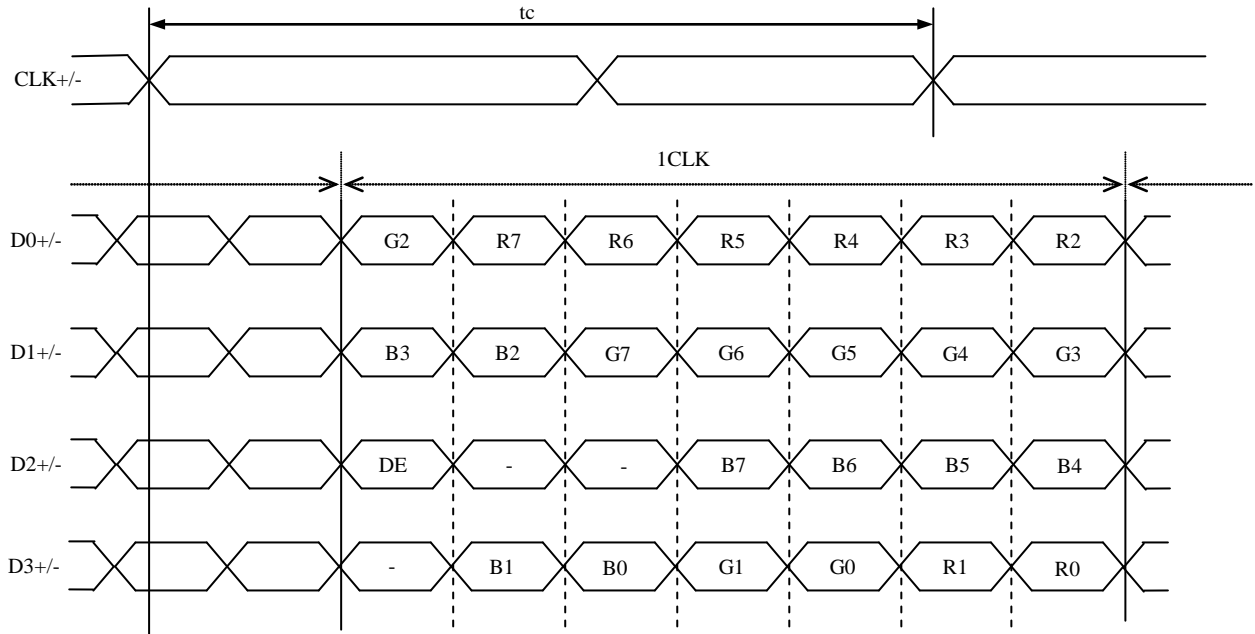 tc
CLK+/-
1CLK
D0+/- G2 R7 R6 R5 R4 R3 R2
D1+/- B3 B2 G7 G6 G5 G4 G3
D2+/- DE - - B7 B6 B5 B4
D3+/- - B1 B0 G1 G0 R1 R0